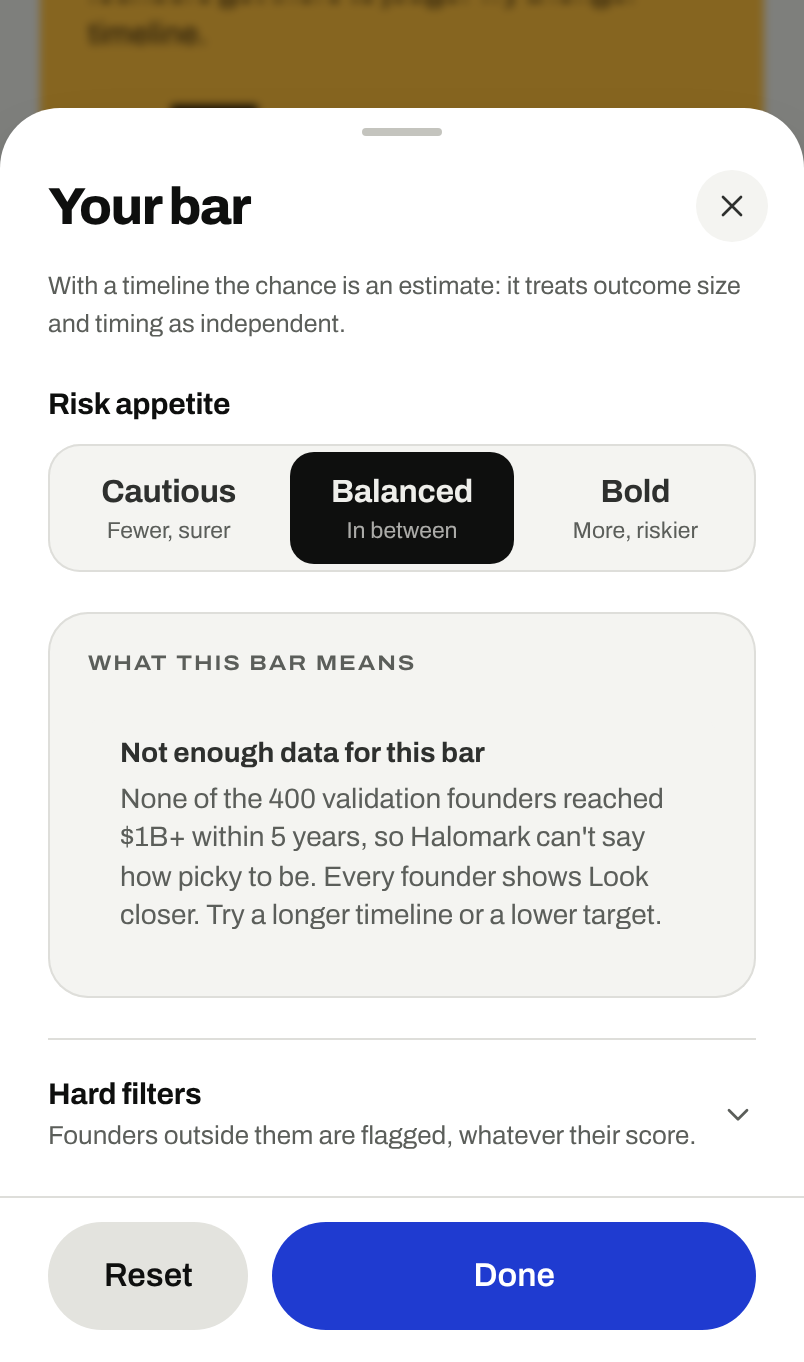 timeline.
Your bar
With a timeline the chance is an estimate: it treats outcome size
and timing as independent.
Risk appetite
Cautious
Fewer, surer
Balanced
In between
Bold
More, riskier
WHAT THIS BAR MEANS
Not enough data for this bar
None of the 400 validation founders reached
$1B+ within 5 years, so Halomark can't say
how picky to be. Every founder shows Look
closer. Try a longer timeline or a lower target.
Hard filters
Founders outside them are flagged, whatever their score.
Reset
Done